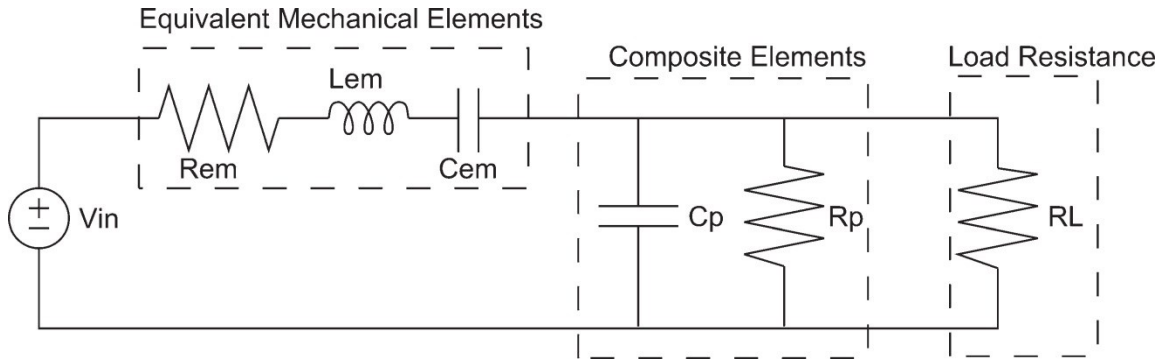 Equivalent Mechanical Elements
Composite Elements
Load Resistance
Lem
Rem
Cem
+
−
Vin
Cp
Rp
RL